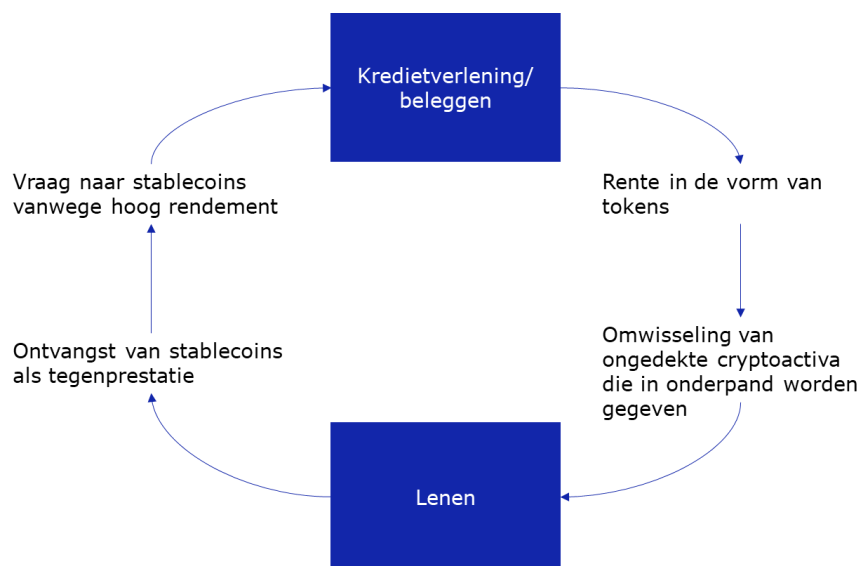 Kredietverlening/
beleggen
Rente in de vorm van
tokens
Omwisseling van
ongedekte cryptoactiva
die in onderpand worden
gegeven
Lenen
Ontvangst van stablecoins
als tegenprestatie
Vraag naar stablecoins
vanwege hoog rendement